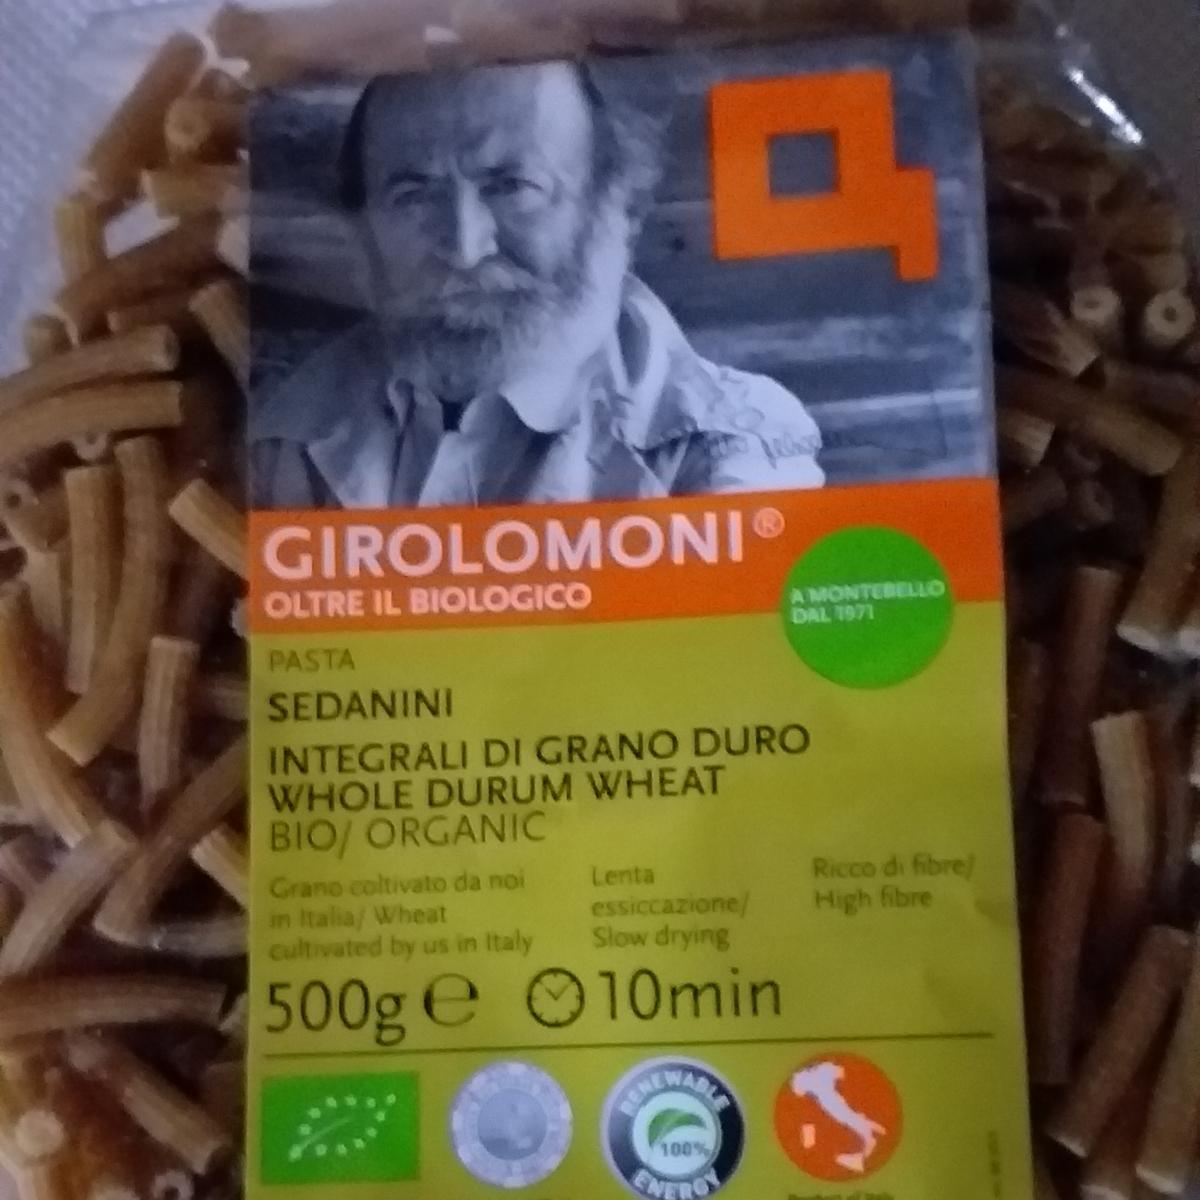 GIROLOMONI®
OLTRE IL BIOLOGICO
A MONTEBELLO
DAL 1971
PASTA
SEDANINI
INTEGRALI DI GRANO DURO
WHOLE DURUM WHEAT
BIO/ ORGANIC
Grano coltivato da noi
in Italia/ Wheat
cultivated by us in Italy
Lenta
essiccazione/
Slow drying
Ricco di fibre/
High fibre
500g ℮
10min
RENEWABLE
100%
ENERGY